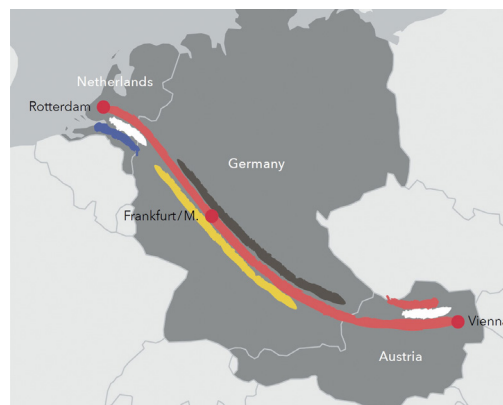 Netherlands
Rotterdam
Germany
Frankfurt/M.
Vienna
Austria